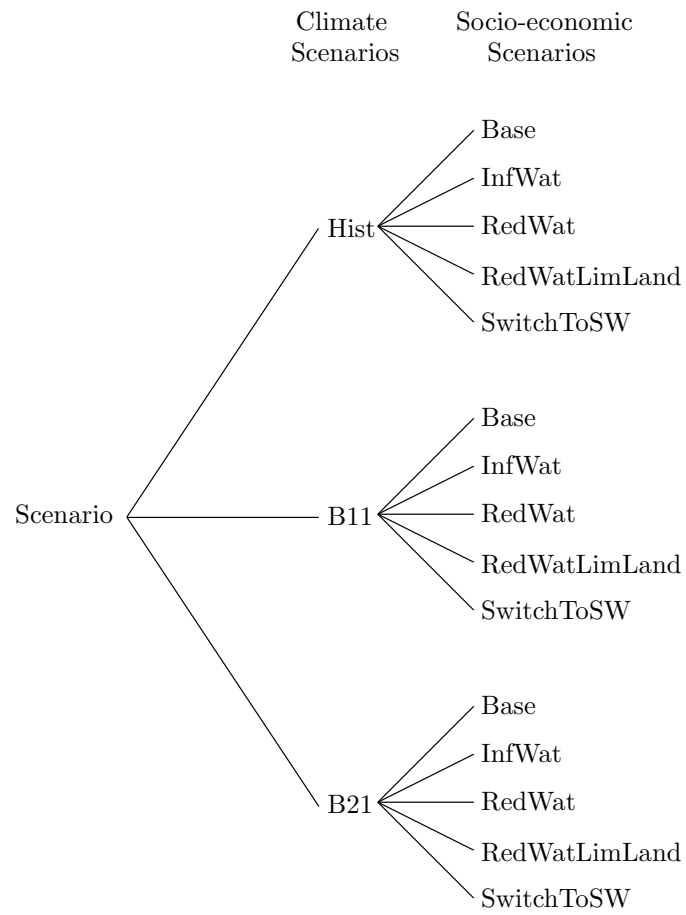 Climate
Scenarios
Socio-economic
Scenarios
Scenario
Hist
Base
InfWat
RedWat
RedWatLimLand
SwitchToSW
B11
Base
InfWat
RedWat
RedWatLimLand
SwitchToSW
B21
Base
InfWat
RedWat
RedWatLimLand
SwitchToSW